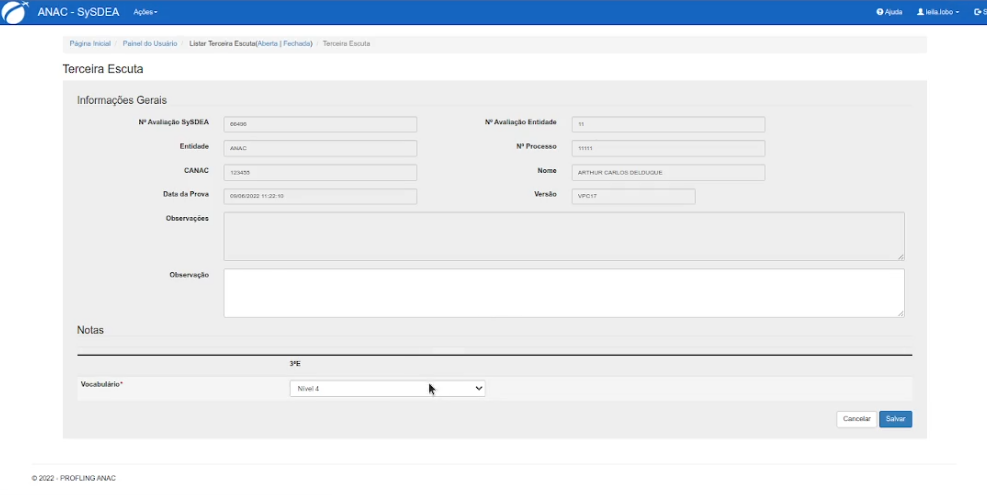 ANAC - SySDEA Ações Ajuda leila.lobo S
Página Inicial / Painel do Usuário / Listar Terceira Escuta(Aberta | Fechada) / Terceira Escuta
Terceira Escuta
Informações Gerais
Nº Avaliação SySDEA Nº Avaliação Entidade 11
Entidade ANAC Nº Processo 11111
CANAC 123455 Nome ARTHUR CARLOS DELDUQUE
Data da Prova 09/06/2022 11:22:10 Versão VPC17
Observações
Observação
Notas
3ªE
Vocabulário* Nível 4
Cancelar Salvar
© 2022 - PROFLING ANAC